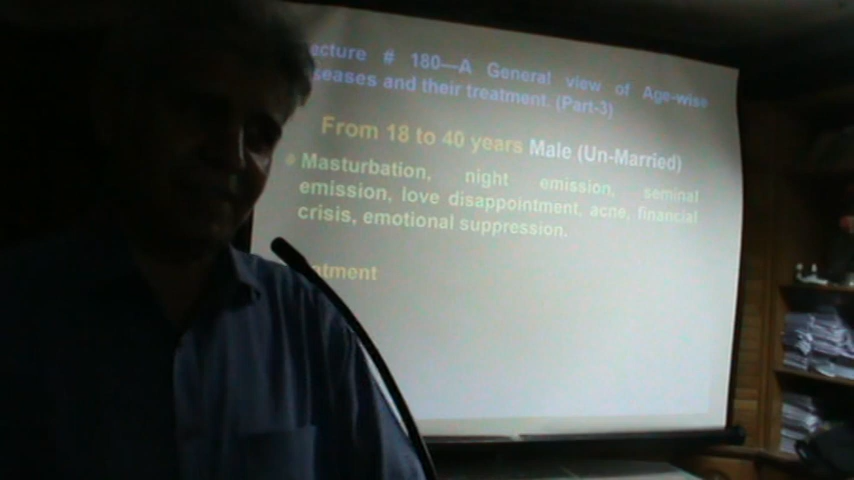 ecture # 180—A General view of Age-wise
seases and their treatment. (Part-3)
From 18 to 40 years Male (Un-Married)
Masturbation, night emission, seminal
emission, love disappointment, acne, financial
crisis, emotional suppression.
atment